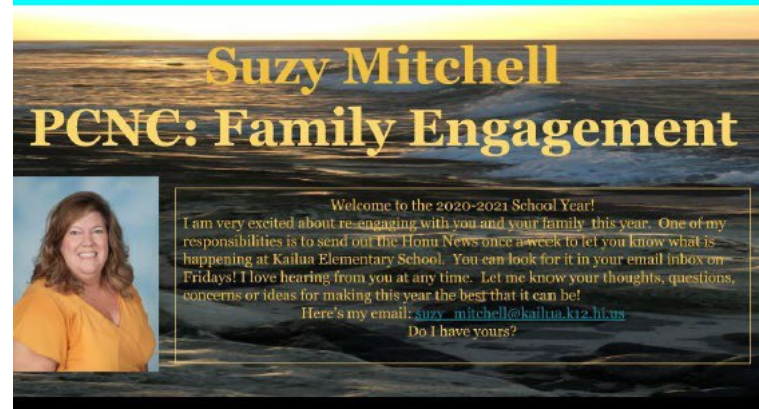 Suzy Mitchell
PCNC: Family Engagement
Welcome to the 2020-2021 School Year!
I am very excited about re-engaging with you and your family this year. One of my
responsibilities is to send out the Honu News once a week to let you know what is
happening at Kailua Elementary School. You can look for it in your email inbox on
Fridays! I love hearing from you at any time. Let me know your thoughts, questions,
concerns or ideas for making this year the best that it can be!
Here's my email: suzy_mitchell@kailua.k12.hi.us
Do I have yours?